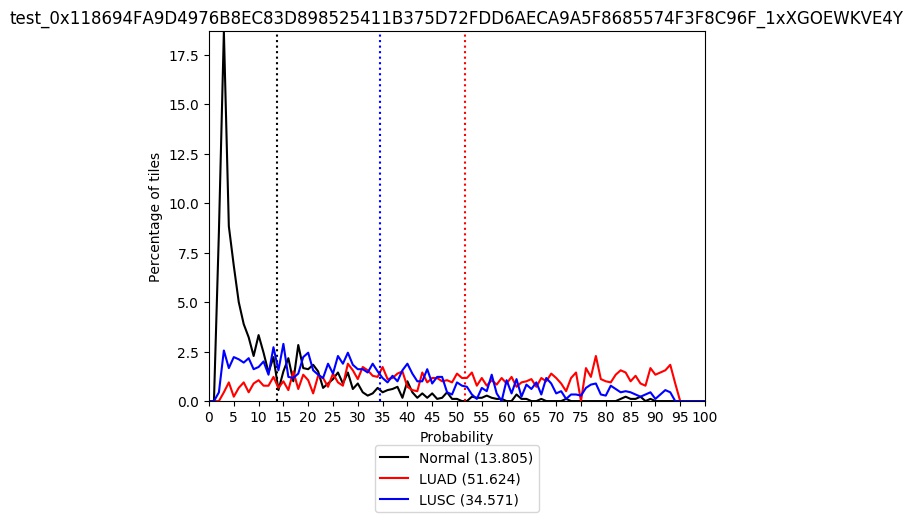 test_0x118694FA9D4976B8EC83D898525411B375D72FDD6AECA9A5F8685574F3F8C96F_1xXGOEWKVE4Y
17.5
15.0
12.5
10.0
7.5
5.0
2.5
0.0
Percentage of tiles
0 5 10 15 20 25 30 35 40 45 50 55 60 65 70 75 80 85 90 95 100
Probability
Normal (13.805)
LUAD (51.624)
LUSC (34.571)